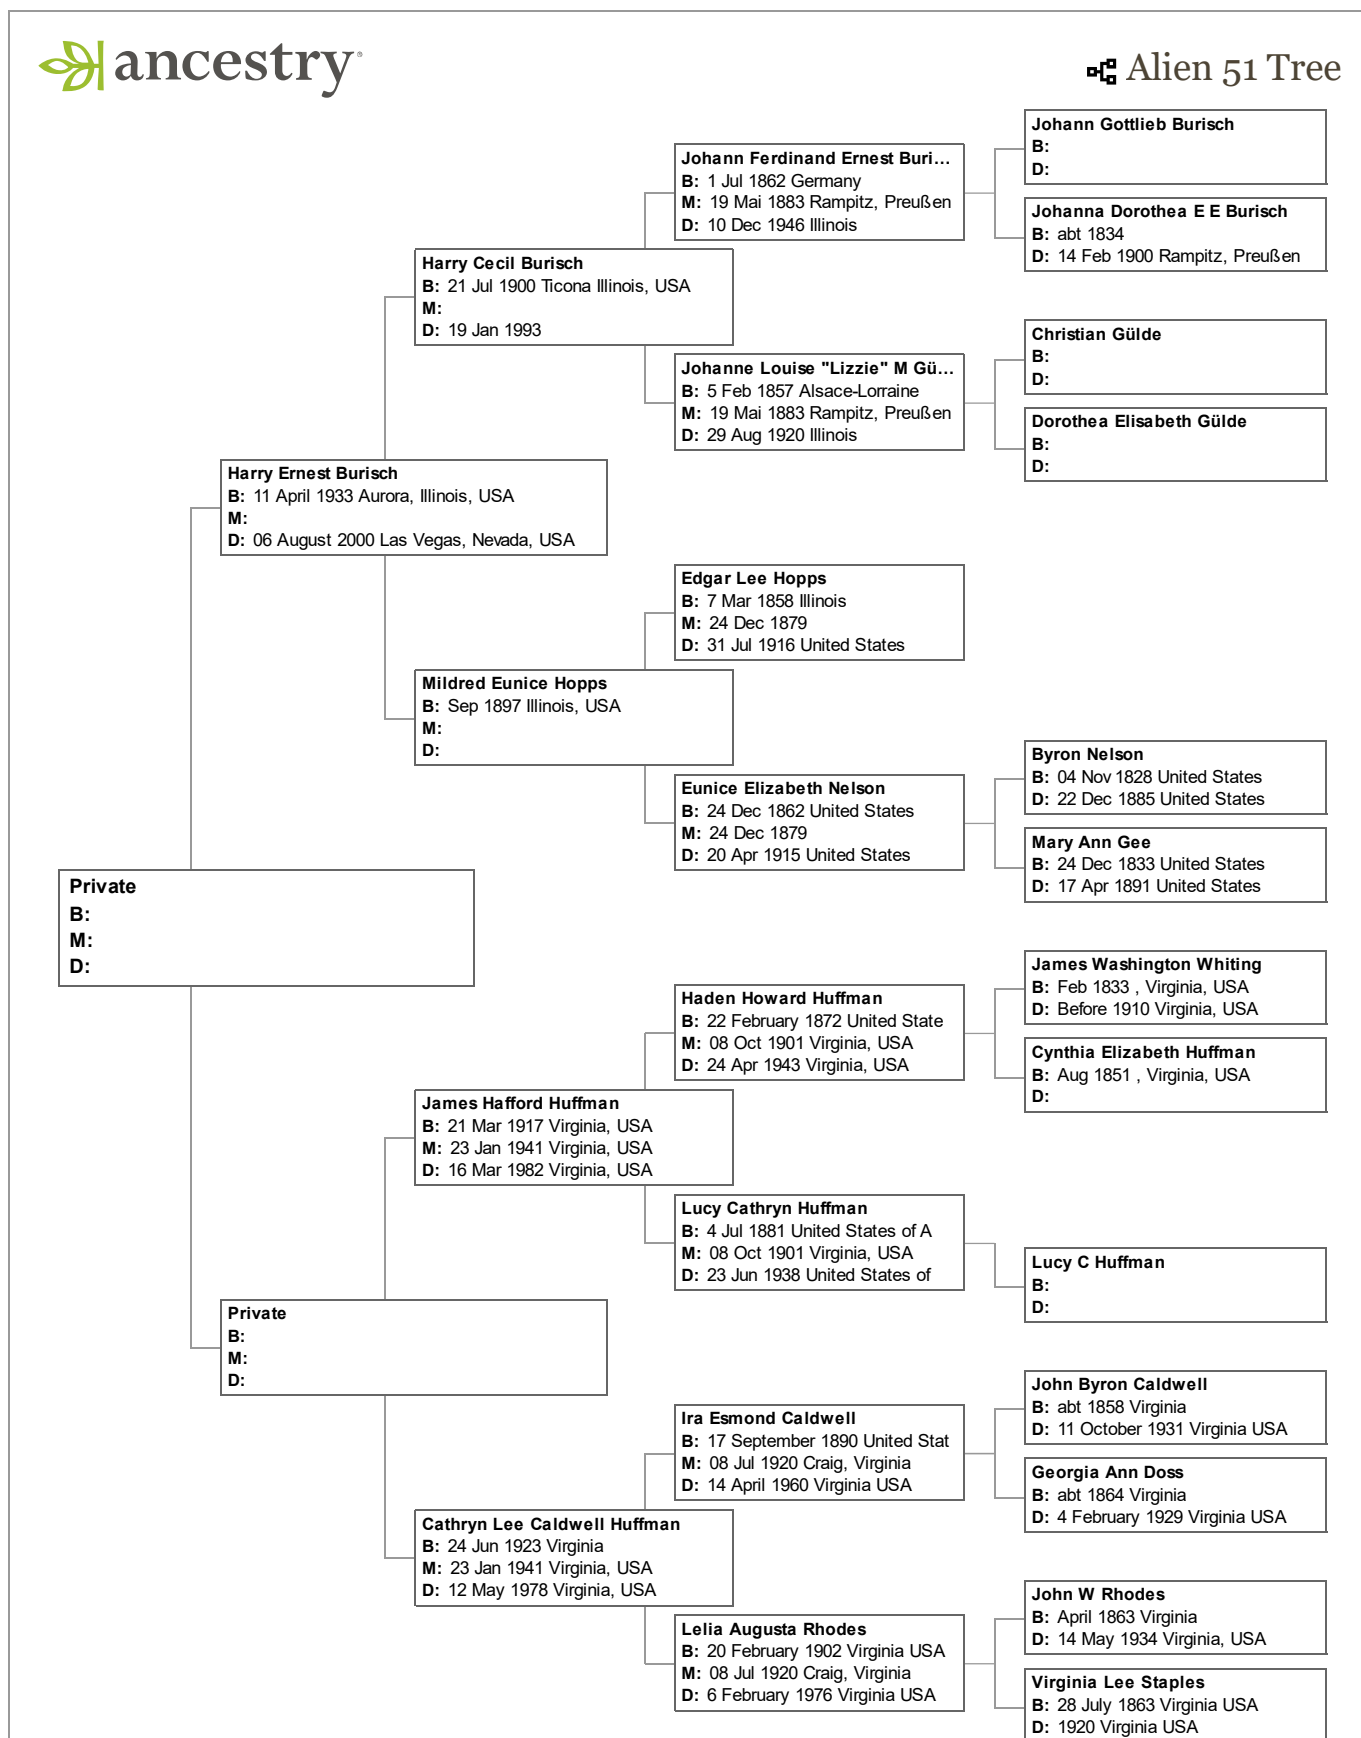 ancestry
Alien 51 Tree
Johann Gottlieb Burisch
B:
D:
Johann Ferdinand Ernest Buri...
B: 1 Jul 1862 Germany
M: 19 Mai 1883 Rampitz, Preußen
D: 10 Dec 1946 Illinois
Johanna Dorothea E E Burisch
B: abt 1834
D: 14 Feb 1900 Rampitz, Preußen
Harry Cecil Burisch
B: 21 Jul 1900 Ticona Illinois, USA
M:
D: 19 Jan 1993
Christian Gülde
B:
D:
Johanne Louise "Lizzie" M Gü...
B: 5 Feb 1857 Alsace-Lorraine
M: 19 Mai 1883 Rampitz, Preußen
D: 29 Aug 1920 Illinois
Dorothea Elisabeth Gülde
B:
D:
Harry Ernest Burisch
B: 11 April 1933 Aurora, Illinois, USA
M:
D: 06 August 2000 Las Vegas, Nevada, USA
Edgar Lee Hopps
B: 7 Mar 1858 Illinois
M: 24 Dec 1879
D: 31 Jul 1916 United States
Mildred Eunice Hopps
B: Sep 1897 Illinois, USA
M:
D:
Byron Nelson
B: 04 Nov 1828 United States
D: 22 Dec 1885 United States
Eunice Elizabeth Nelson
B: 24 Dec 1862 United States
M: 24 Dec 1879
D: 20 Apr 1915 United States
Mary Ann Gee
B: 24 Dec 1833 United States
D: 17 Apr 1891 United States
Private
B:
M:
D:
James Washington Whiting
B: Feb 1833 , Virginia, USA
D: Before 1910 Virginia, USA
Haden Howard Huffman
B: 22 February 1872 United State
M: 08 Oct 1901 Virginia, USA
D: 24 Apr 1943 Virginia, USA
Cynthia Elizabeth Huffman
B: Aug 1851 , Virginia, USA
D:
James Hafford Huffman
B: 21 Mar 1917 Virginia, USA
M: 23 Jan 1941 Virginia, USA
D: 16 Mar 1982 Virginia, USA
Lucy Cathryn Huffman
B: 4 Jul 1881 United States of A
M: 08 Oct 1901 Virginia, USA
D: 23 Jun 1938 United States of
Lucy C Huffman
B:
D:
Private
B:
M:
D:
John Byron Caldwell
B: abt 1858 Virginia
D: 11 October 1931 Virginia USA
Ira Esmond Caldwell
B: 17 September 1890 United Stat
M: 08 Jul 1920 Craig, Virginia
D: 14 April 1960 Virginia USA
Georgia Ann Doss
B: abt 1864 Virginia
D: 4 February 1929 Virginia USA
Cathryn Lee Caldwell Huffman
B: 24 Jun 1923 Virginia
M: 23 Jan 1941 Virginia, USA
D: 12 May 1978 Virginia, USA
John W Rhodes
B: April 1863 Virginia
D: 14 May 1934 Virginia, USA
Lelia Augusta Rhodes
B: 20 February 1902 Virginia USA
M: 08 Jul 1920 Craig, Virginia
D: 6 February 1976 Virginia USA
Virginia Lee Staples
B: 28 July 1863 Virginia USA
D: 1920 Virginia USA